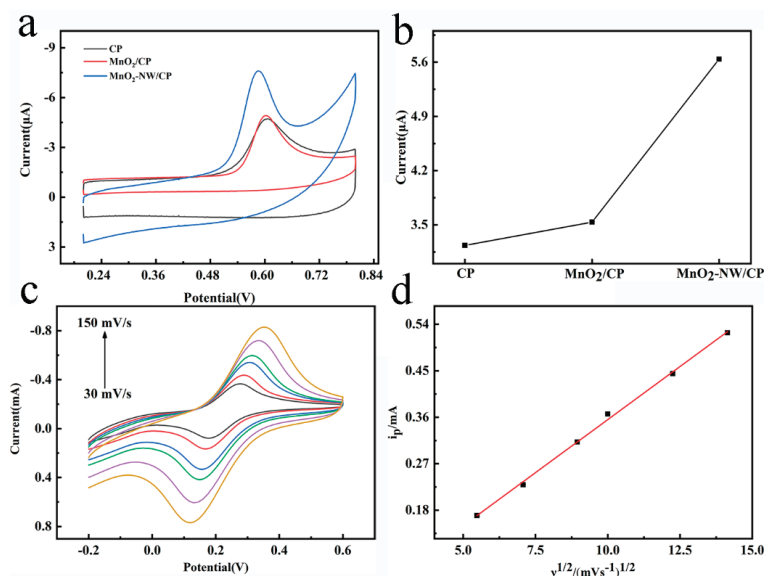 a
CP
MnO2/CP
MnO2-NW/CP
-9
-6
-3
0
3
Current(μA)
0.24 0.36 0.48 0.60 0.72 0.84
Potential(V)
b
5.6
4.9
4.2
3.5
Current(μA)
CP MnO2/CP MnO2-NW/CP
c
150 mV/s
30 mV/s
-0.8
-0.4
0.0
0.4
0.8
Current(mA)
-0.2 0.0 0.2 0.4 0.6
Potential(V)
d
0.54
0.45
0.36
0.27
0.18
ip/mA
5.0 7.5 10.0 12.5 15.0
v1/2/(mVs-1)1/2